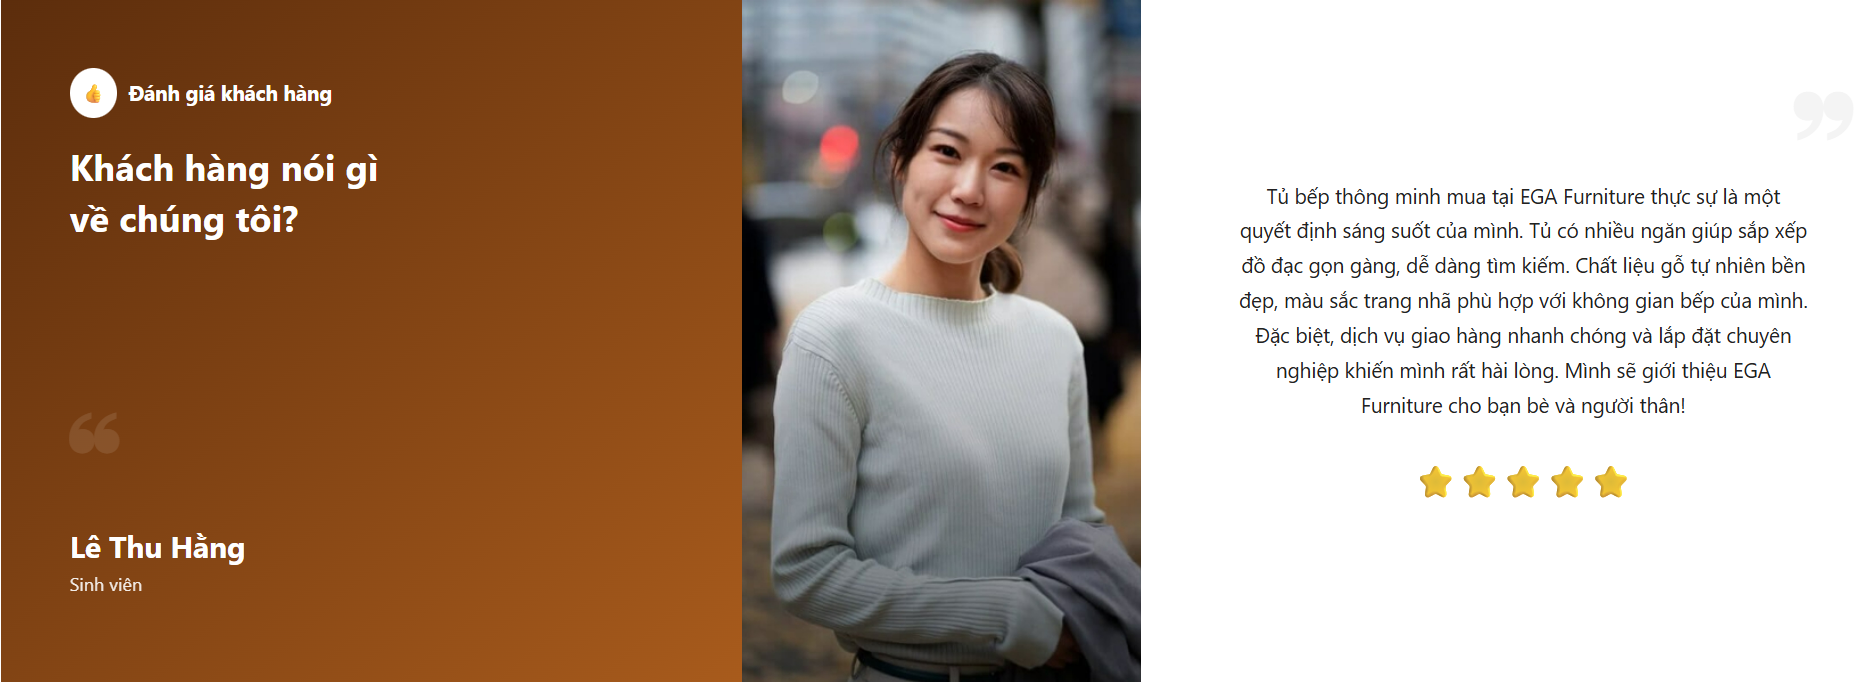 Đánh giá khách hàng
Khách hàng nói gì
về chúng tôi?
Lê Thu Hằng
Sinh viên
Tủ bếp thông minh mua tại EGA Furniture thực sự là một
quyết định sáng suốt của mình. Tủ có nhiều ngăn giúp sắp xếp
đồ đạc gọn gàng, dễ dàng tìm kiếm. Chất liệu gỗ tự nhiên bền
đẹp, màu sắc trang nhã phù hợp với không gian bếp của mình.
Đặc biệt, dịch vụ giao hàng nhanh chóng và lắp đặt chuyên
nghiệp khiến mình rất hài lòng. Mình sẽ giới thiệu EGA
Furniture cho bạn bè và người thân!